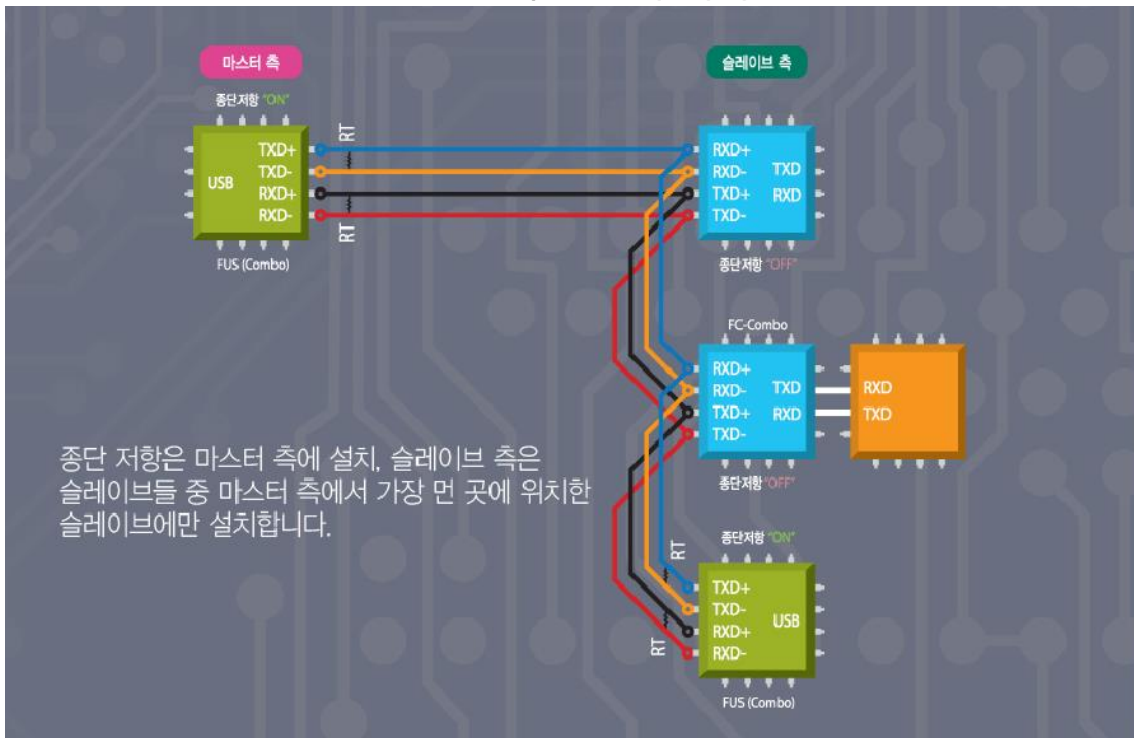 마스터 측
종단저항 "ON"
USB
TXD+
TXD-
RXD+
RXD-
FUS (Combo)
RT
RT
슬레이브 측
RXD+
RXD-
TXD+
TXD-
TXD
RXD
종단저항 "OFF"
FC-Combo
RXD+
RXD-
TXD+
TXD-
TXD
RXD
종단저항 "OFF"
RXD
TXD
종단 저항은 마스터 측에 설치, 슬레이브 측은
슬레이브들 중 마스터 측에서 가장 먼 곳에 위치한
슬레이브에만 설치합니다.
종단저항 "ON"
RT
RT
TXD+
TXD-
RXD+
RXD-
USB
FUS (Combo)